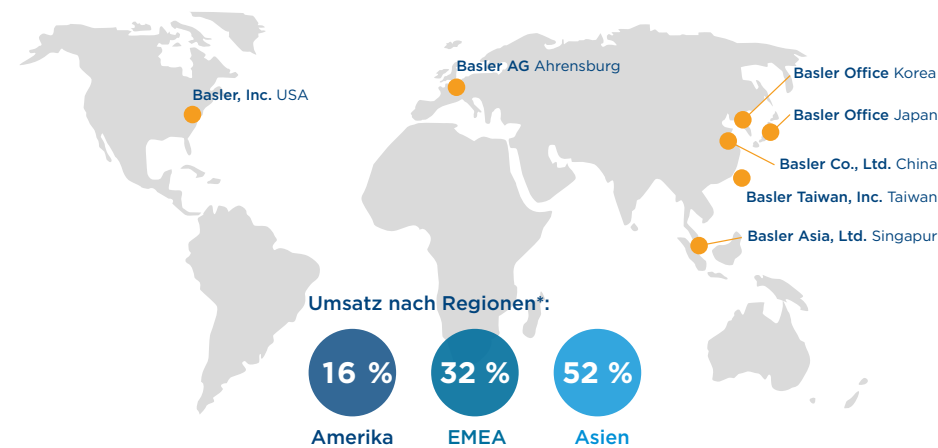 Basler AG Ahrensburg
Basler Office Korea
Basler, Inc. USA
Basler Office Japan
Basler Co., Ltd. China
Basler Taiwan, Inc. Taiwan
Basler Asia, Ltd. Singapur
Umsatz nach Regionen*:
16 % 32 % 52 %
Amerika EMEA Asien